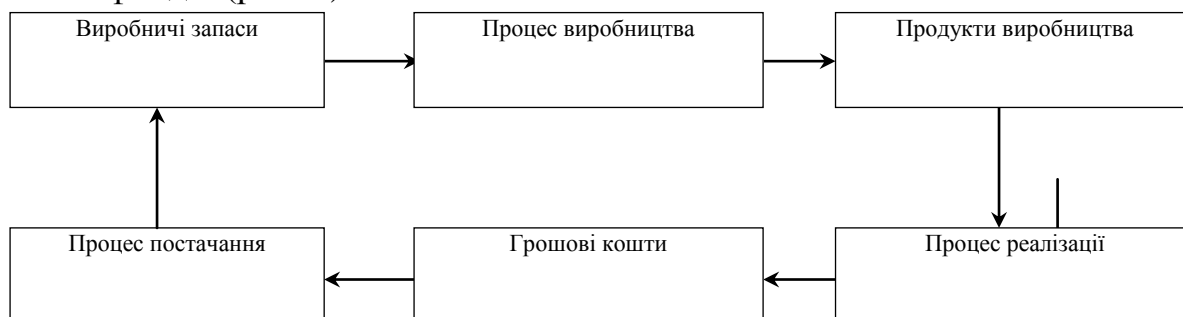 Виробничі запаси
Процес виробництва
Продукти виробництва
Процес постачання
Грошові кошти
Процес реалізації